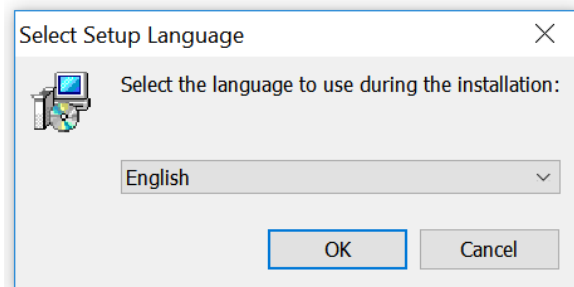 Select Setup Language
Select the language to use during the installation:
English
OK Cancel